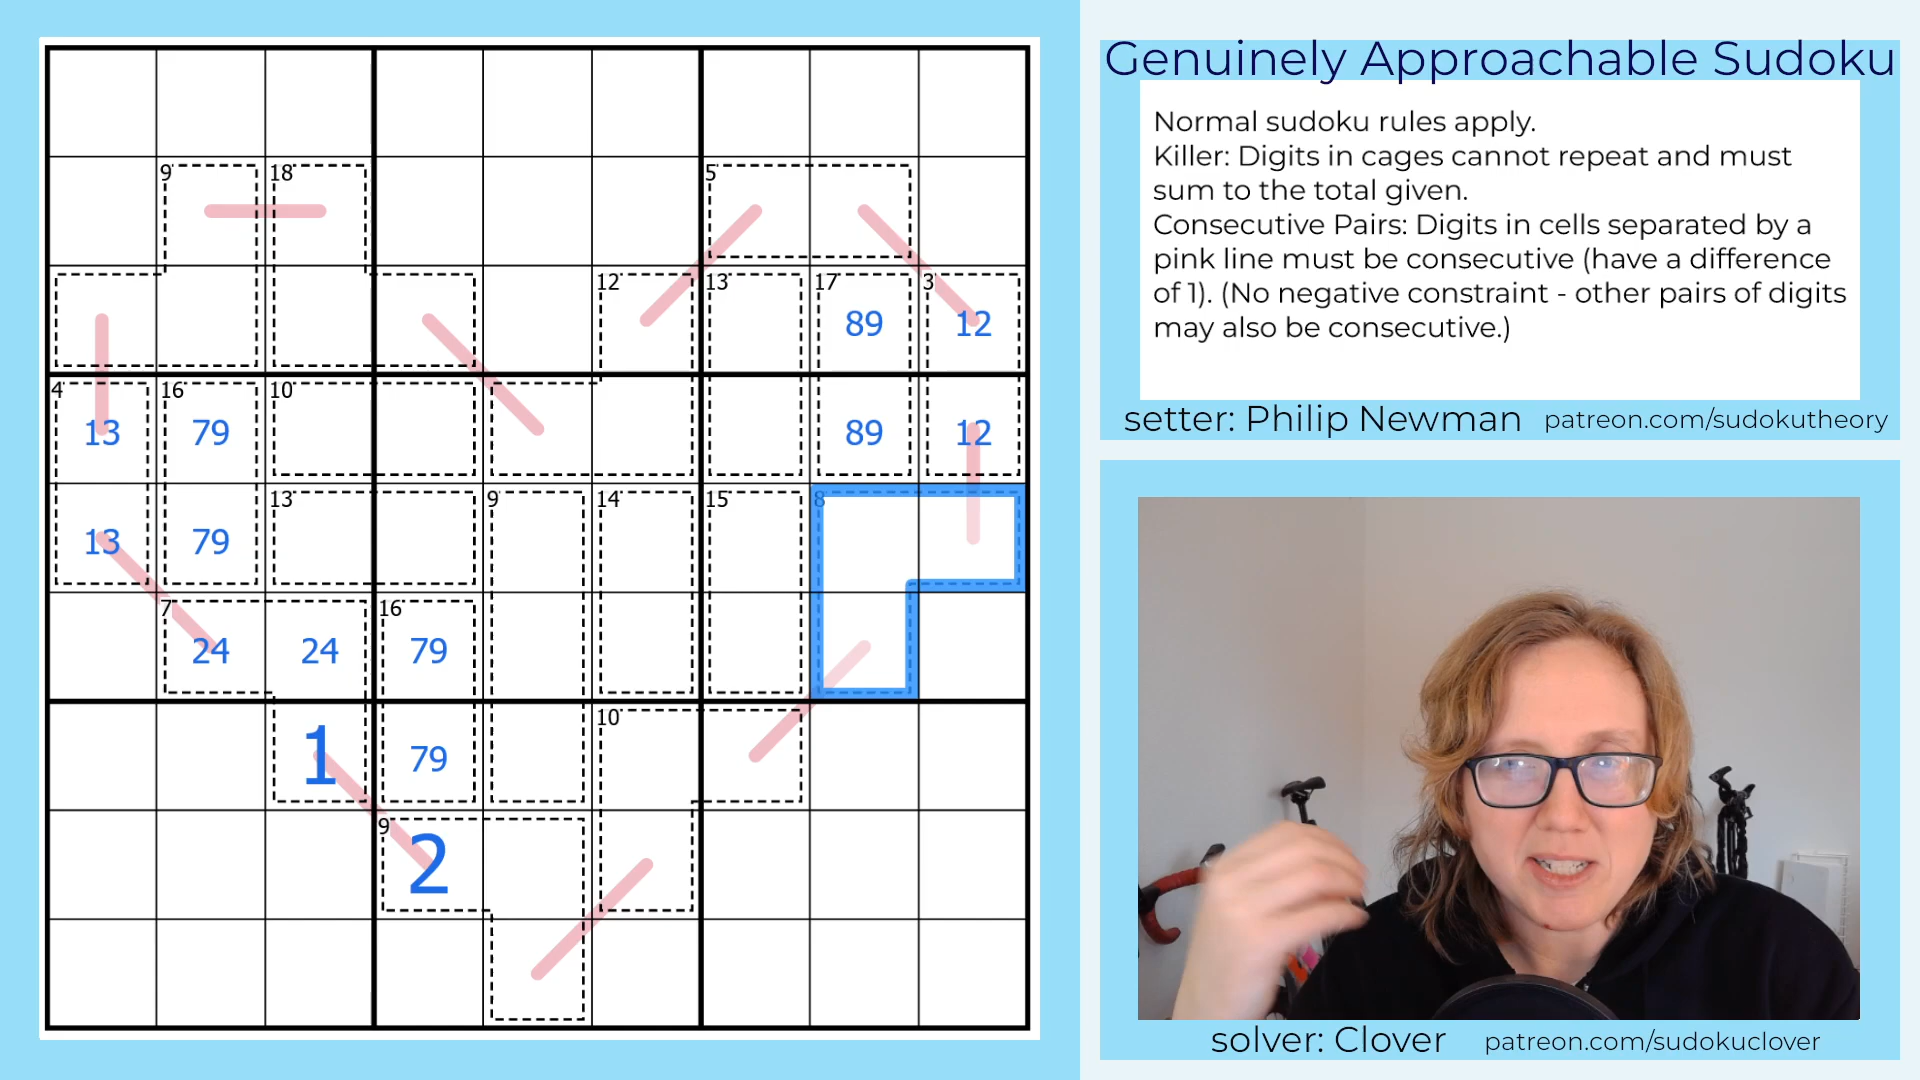 Genuinely Approachable Sudoku
Normal sudoku rules apply.
Killer: Digits in cages cannot repeat and must
sum to the total given.
Consecutive Pairs: Digits in cells separated by a
pink line must be consecutive (have a difference
of 1). (No negative constraint - other pairs of digits
may also be consecutive.)
setter: Philip Newman patreon.com/sudokutheory
9 18 5
12 13 17 3
89 12
4 16 10
13 79 89 12
13 9 14 15 8
13 79
7 16
24 24 79
10
1 79
9
2
solver: Clover patreon.com/sudokuclover